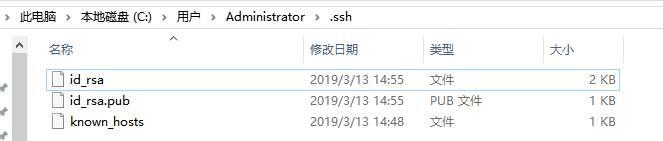 此电脑 > 本地磁盘 (C:) > 用户 > Administrator > .ssh
名称 修改日期 类型 大小
id_rsa 2019/3/13 14:55 文件 2 KB
id_rsa.pub 2019/3/13 14:55 PUB 文件 1 KB
known_hosts 2019/3/13 14:48 文件 1 KB